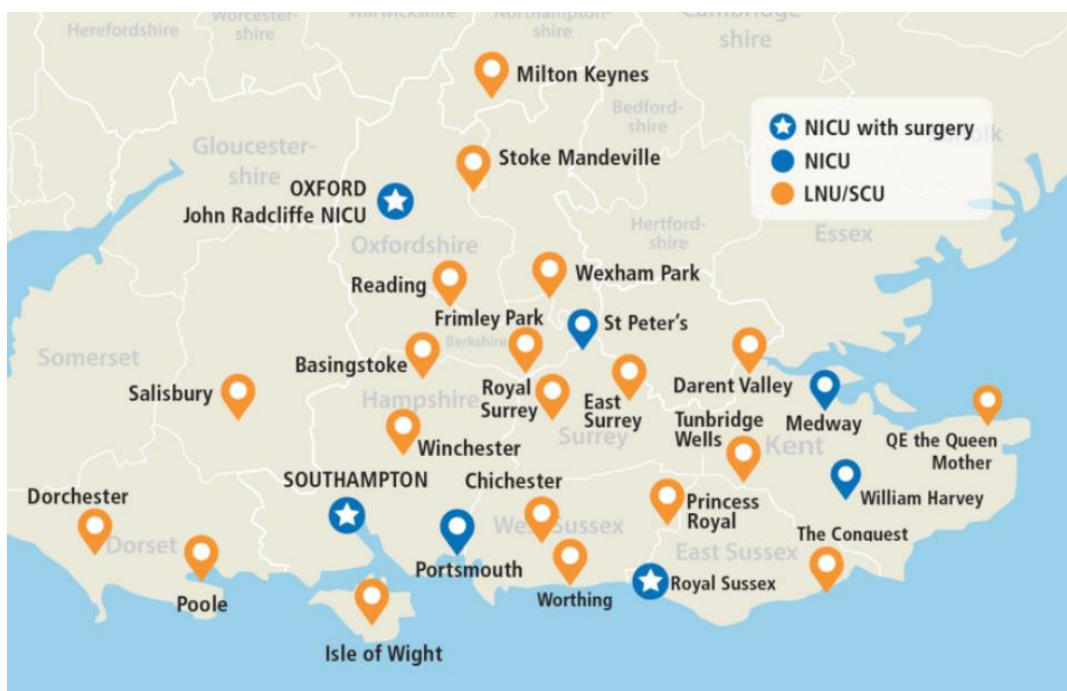 Herefordshire
Worcester-
shire
Warwickshire
Northampton-
shire
Cambridge
shire
Milton Keynes
Bedford-
shire
NICU with surgery
NICU
LNU/SCU
Gloucester-
shire
Stoke Mandeville
OXFORD
John Radcliffe NICU
Oxfordshire
Hertford-
shire
Essex
Reading
Wexham Park
Frimley Park
St Peter's
Berkshire
Somerset
Basingstoke
Salisbury
Hampshire
Royal
Surrey
East
Surrey
Darent Valley
Surrey
Tunbridge
Wells
Kent
Medway
QE the Queen
Mother
Winchester
SOUTHAMPTON
Chichester
Dorchester
Dorset
West Sussex
Princess
Royal
William Harvey
The Conquest
East Sussex
Portsmouth
Poole
Worthing
Royal Sussex
Isle of Wight